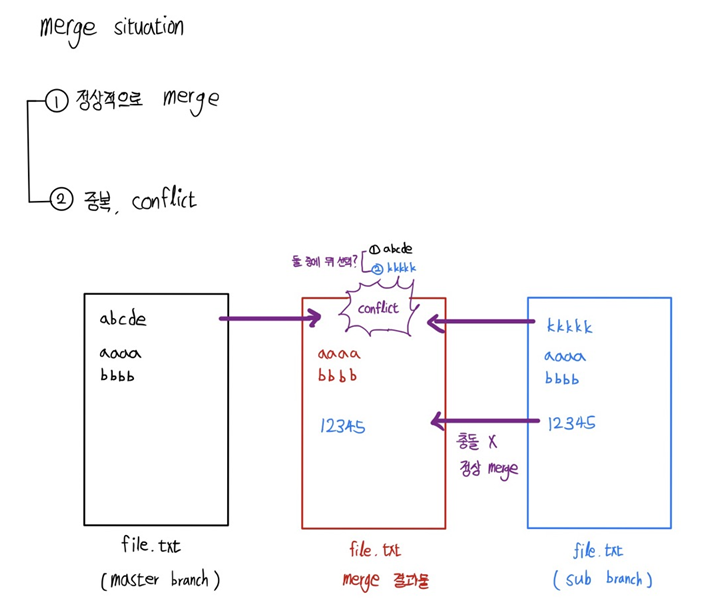 merge situation
① 정상적으로 merge
② 중복, conflict
둘 중에 뭐 선택?
① abcde
② kkkkk
conflict
abcde
aaaa
bbbb
file.txt
(master branch)
aaaa
bbbb
12345
file.txt
merge 결과물
kkkkk
aaaa
bbbb
12345
충돌 X
정상 merge
file.txt
(sub branch)